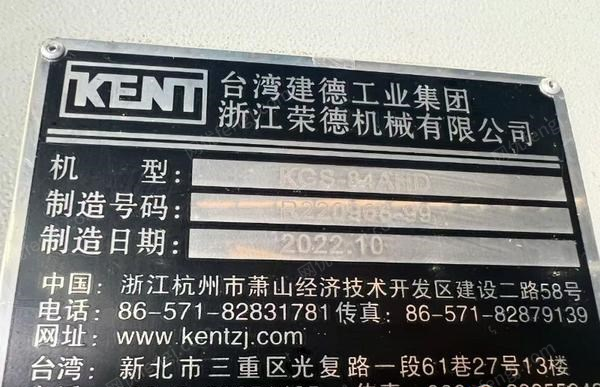 KENT
台湾建德工业集团
浙江荣德机械有限公司
机 型: KGS-84AHD
制造号码: R220966-99
制造日期: 2022.10
中国: 浙江杭州市萧山经济技术开发区建设二路58号
电话: 86-571-82831781 传真: 86-571-82879139
网址: www.kentzj.com
台湾: 新北市三重区光复路一段61巷27号13楼